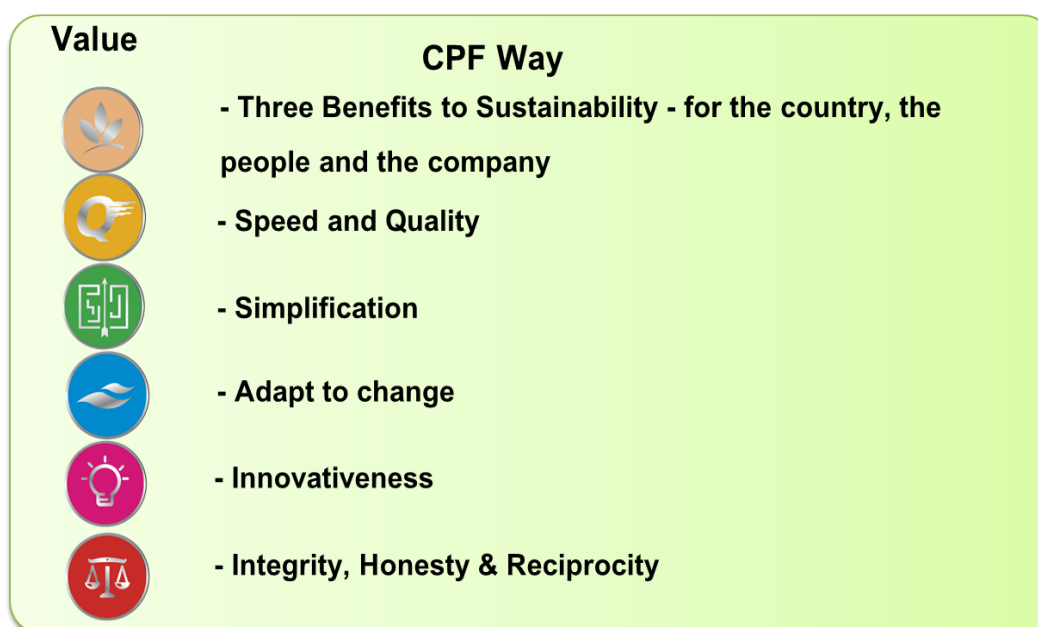 Value
CPF Way
- Three Benefits to Sustainability - for the country, the
people and the company
Q
- Speed and Quality
- Simplification
- Adapt to change
- Innovativeness
- Integrity, Honesty & Reciprocity